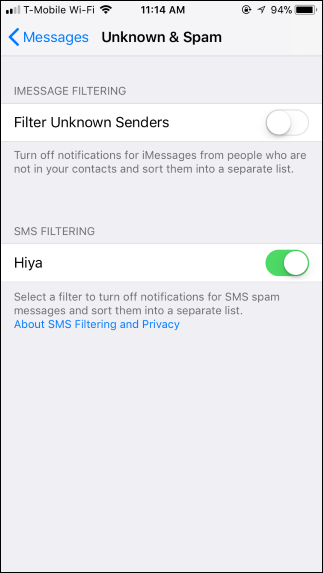 T-Mobile Wi-Fi 11:14 AM 94%
Messages Unknown & Spam
IMESSAGE FILTERING
Filter Unknown Senders
Turn off notifications for iMessages from people who are
not in your contacts and sort them into a separate list.
SMS FILTERING
Hiya
Select a filter to turn off notifications for SMS spam
messages and sort them into a separate list.
About SMS Filtering and Privacy